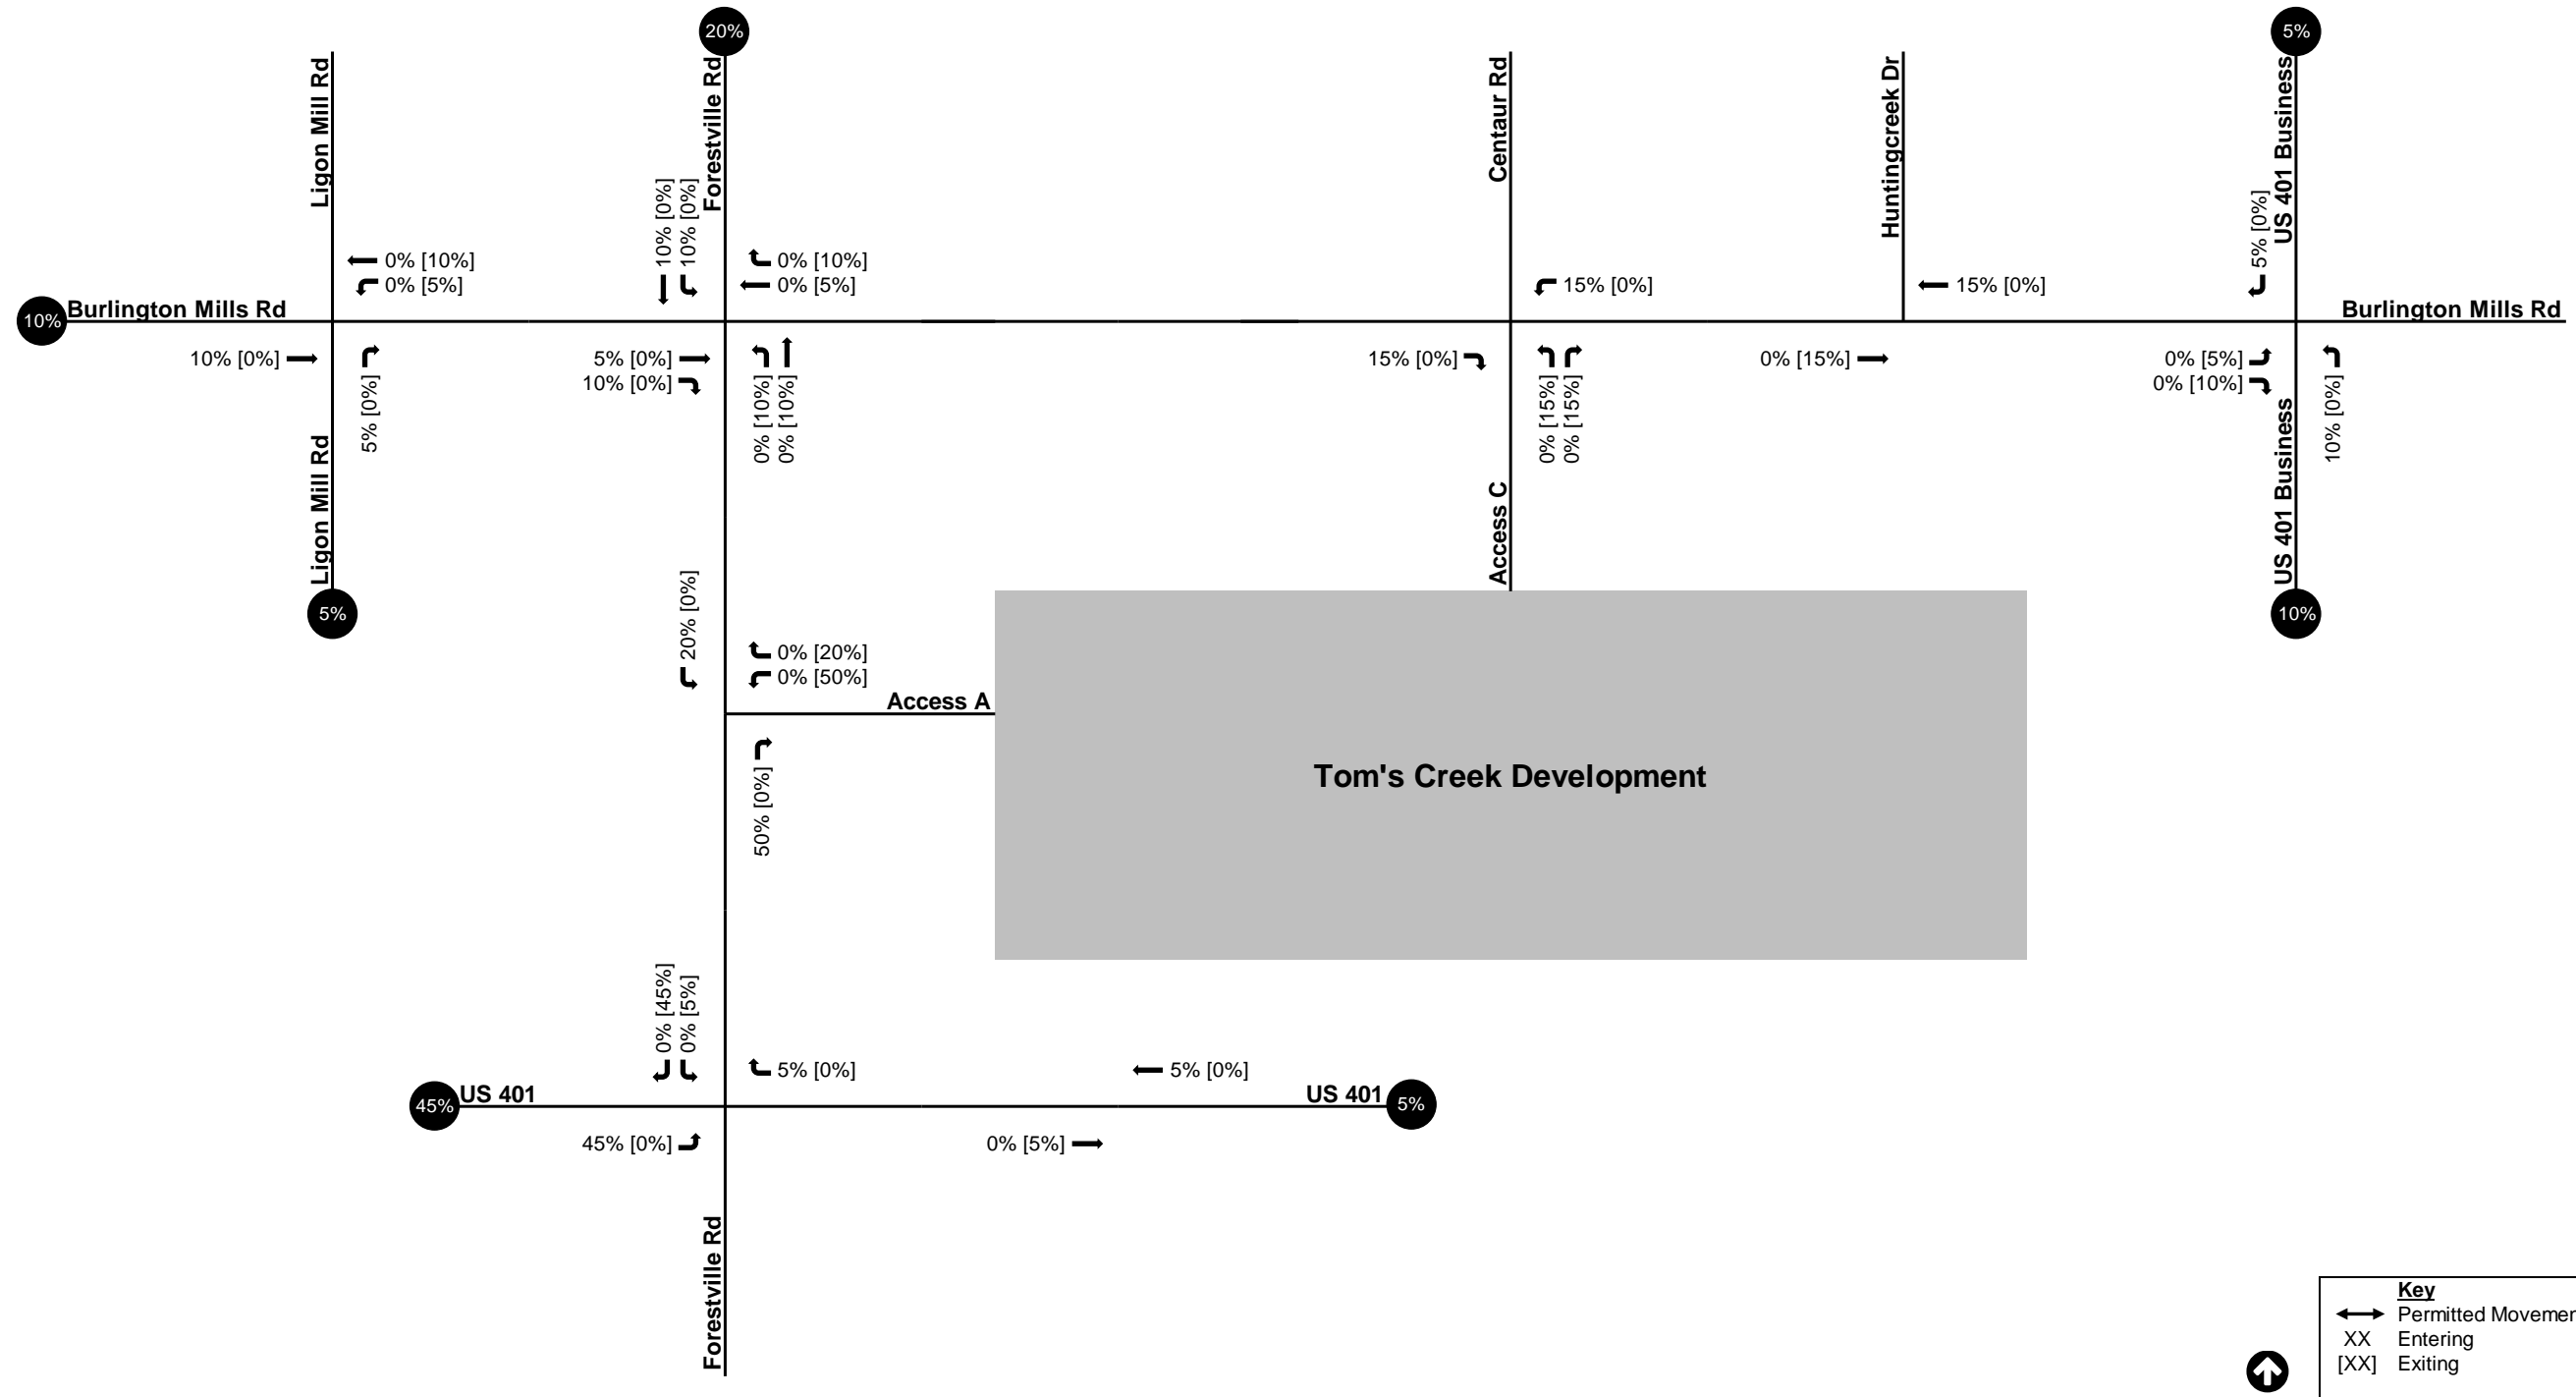 20%
5%
Ligon Mill Rd
Forestville Rd
Centaur Rd
Huntingcreek Dr
US 401 Business
10% [0%]
10% [0%]
5% [0%]
0% [10%]
0% [5%]
0% [10%]
0% [5%]
15% [0%]
15% [0%]
10%
Burlington Mills Rd
Burlington Mills Rd
10% [0%]
5% [0%]
5% [0%]
10% [0%]
0% [10%]
0% [10%]
15% [0%]
0% [15%]
0% [15%]
0% [15%]
0% [5%]
0% [10%]
10% [0%]
Ligon Mill Rd
Access C
US 401 Business
5%
10%
20% [0%]
0% [20%]
0% [50%]
Access A
50% [0%]
Tom's Creek Development
0% [45%]
0% [5%]
5% [0%]
5% [0%]
45%
US 401
US 401
5%
45% [0%]
0% [5%]
Forestville Rd
Key
Permitted Movemen
XX Entering
[XX] Exiting